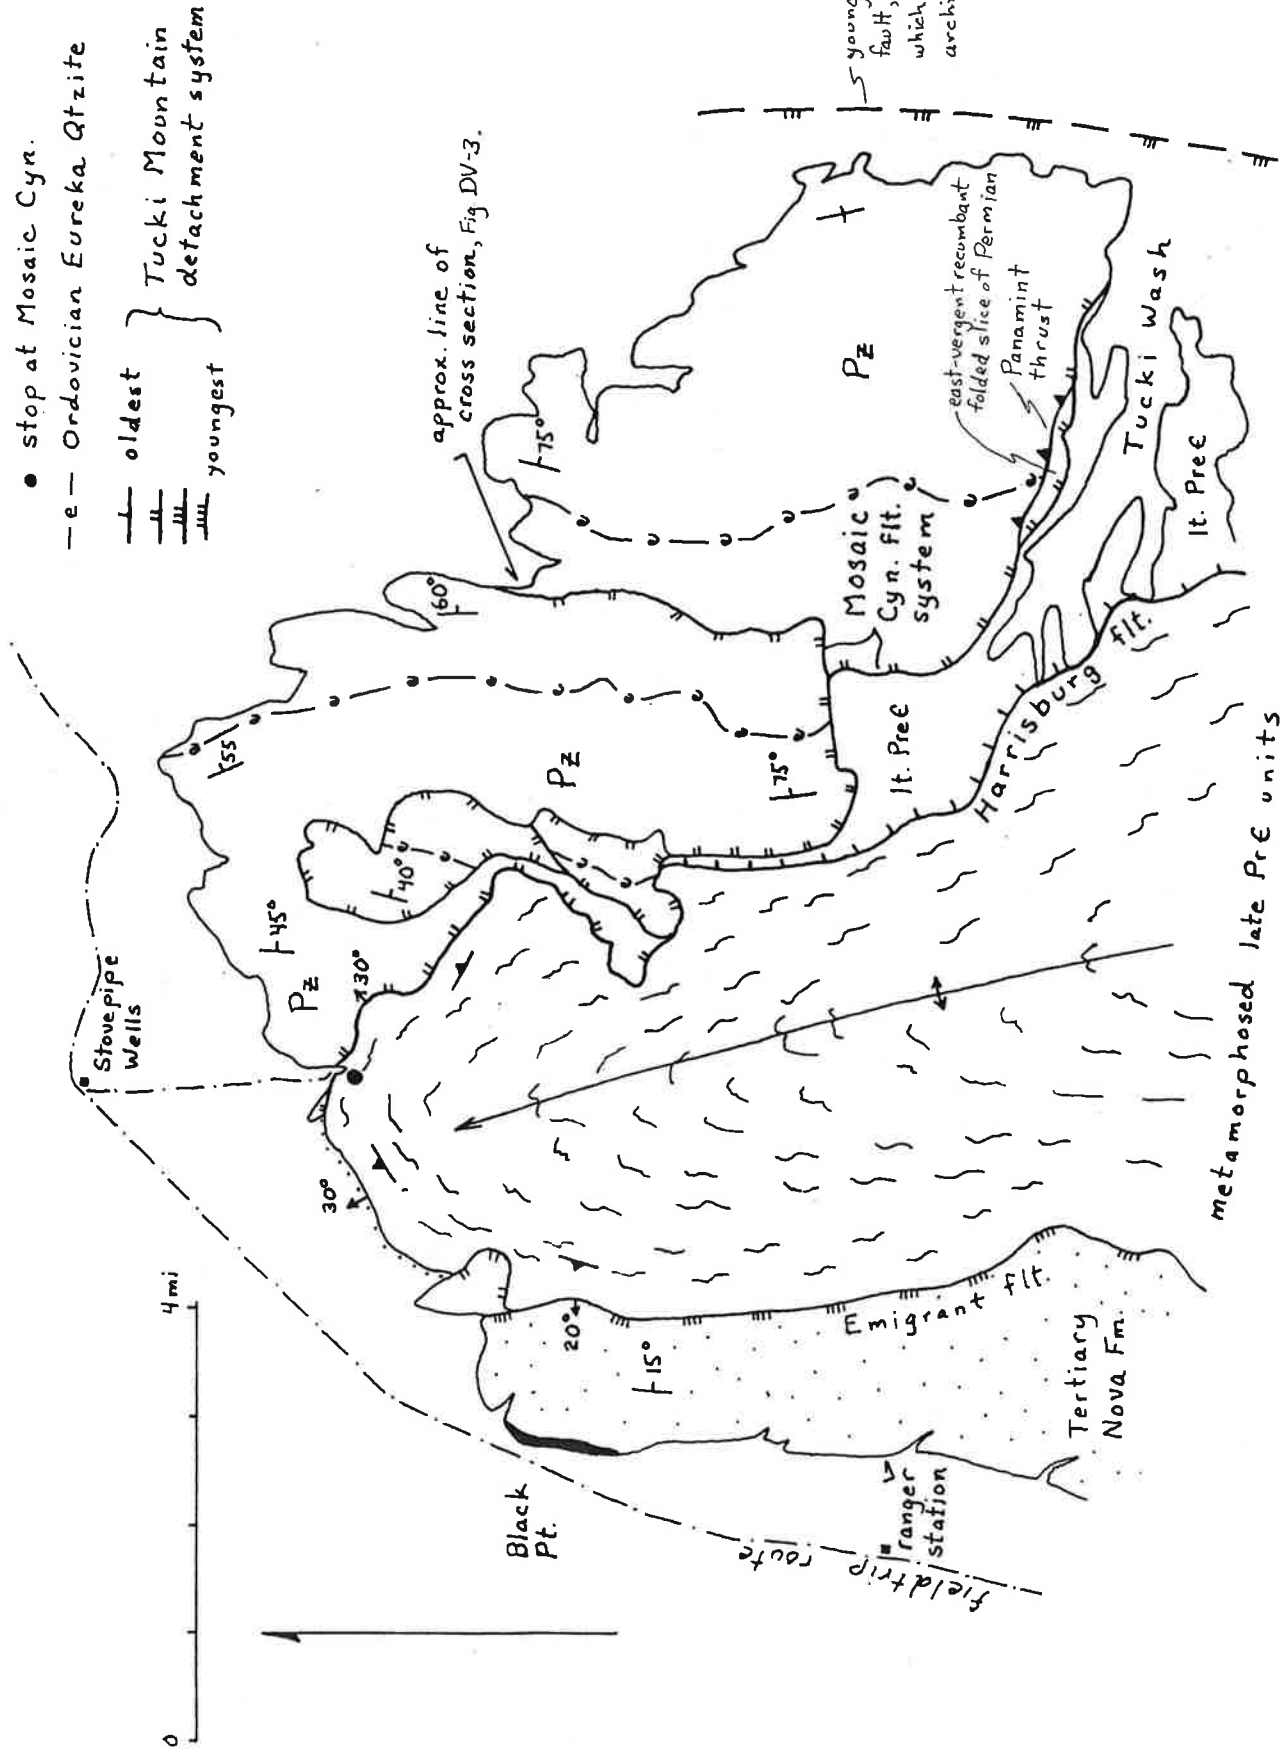 ● stop at Mosaic Cyn.
— e — Ordovician Eureka Qtzite
oldest
youngest
} Tucki Mountain
detachment system
Stovepipe
Wells
approx. line of
cross section, Fig DV-3.
young
fault,
which
archi
0
4mi
30°
30°
Pz
45°
40°
55
60°
75°
Pz
75°
Pz
Mosaic
Cyn. flt.
system
east-vergent recumbant
folded slice of Permian
Panamint
thrust
Tucki Wash
lt. Pre Є
lt. Pre Є
Harrisburg flt.
Black
Pt.
20°
15°
Emigrant flt.
Tertiary
Nova Fm.
ranger
station
fieldtrip route
metamorphosed late Pr Є units